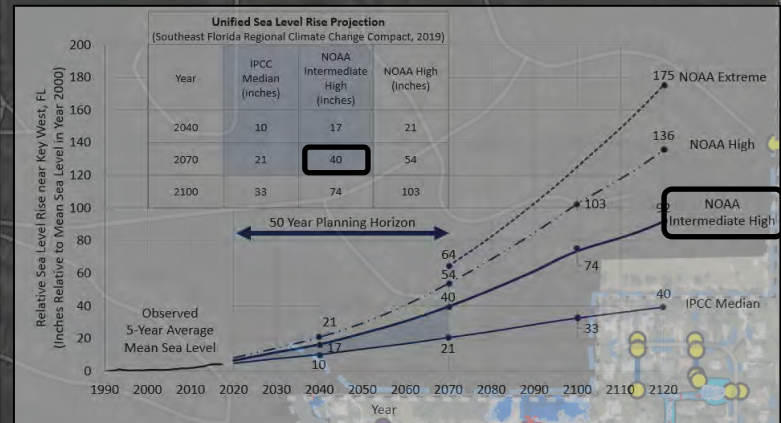 Unified Sea Level Rise Projection
(Southeast Florida Regional Climate Change Compact, 2019)
Year
IPCC Median (inches)
NOAA Intermediate High (inches)
NOAA High (inches)
2040 10 17 21
2070 21 40 54
2100 33 74 103
Relative Sea Level Rise near Key West, FL
(Inches Relative to Mean Sea Level in Year 2000)
200
180
160
140
120
100
80
60
40
20
0
50 Year Planning Horizon
Observed
5-Year Average
Mean Sea Level
175 NOAA Extreme
136
NOAA High
103
92
NOAA
Intermediate High
74
64
54
40
40
IPCC Median
33
21
21
17
10
1990 2000 2010 2020 2030 2040 2050 2060 2070 2080 2090 2100 2110 2120
Year